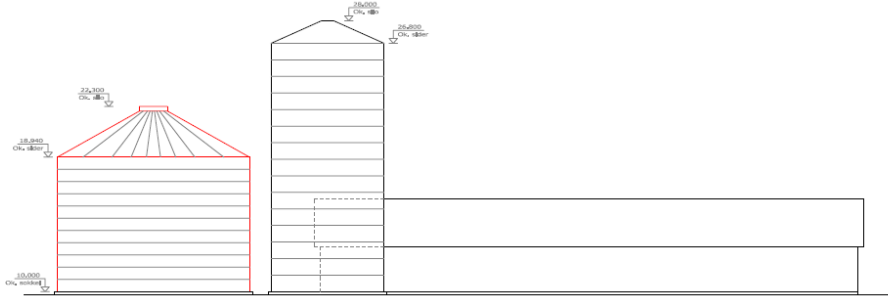 28,000
Ok, silo
26,800
Ok, sider
22,300
Ok, silo
18,940
Ok, sider
10,000
Ok, sokkel